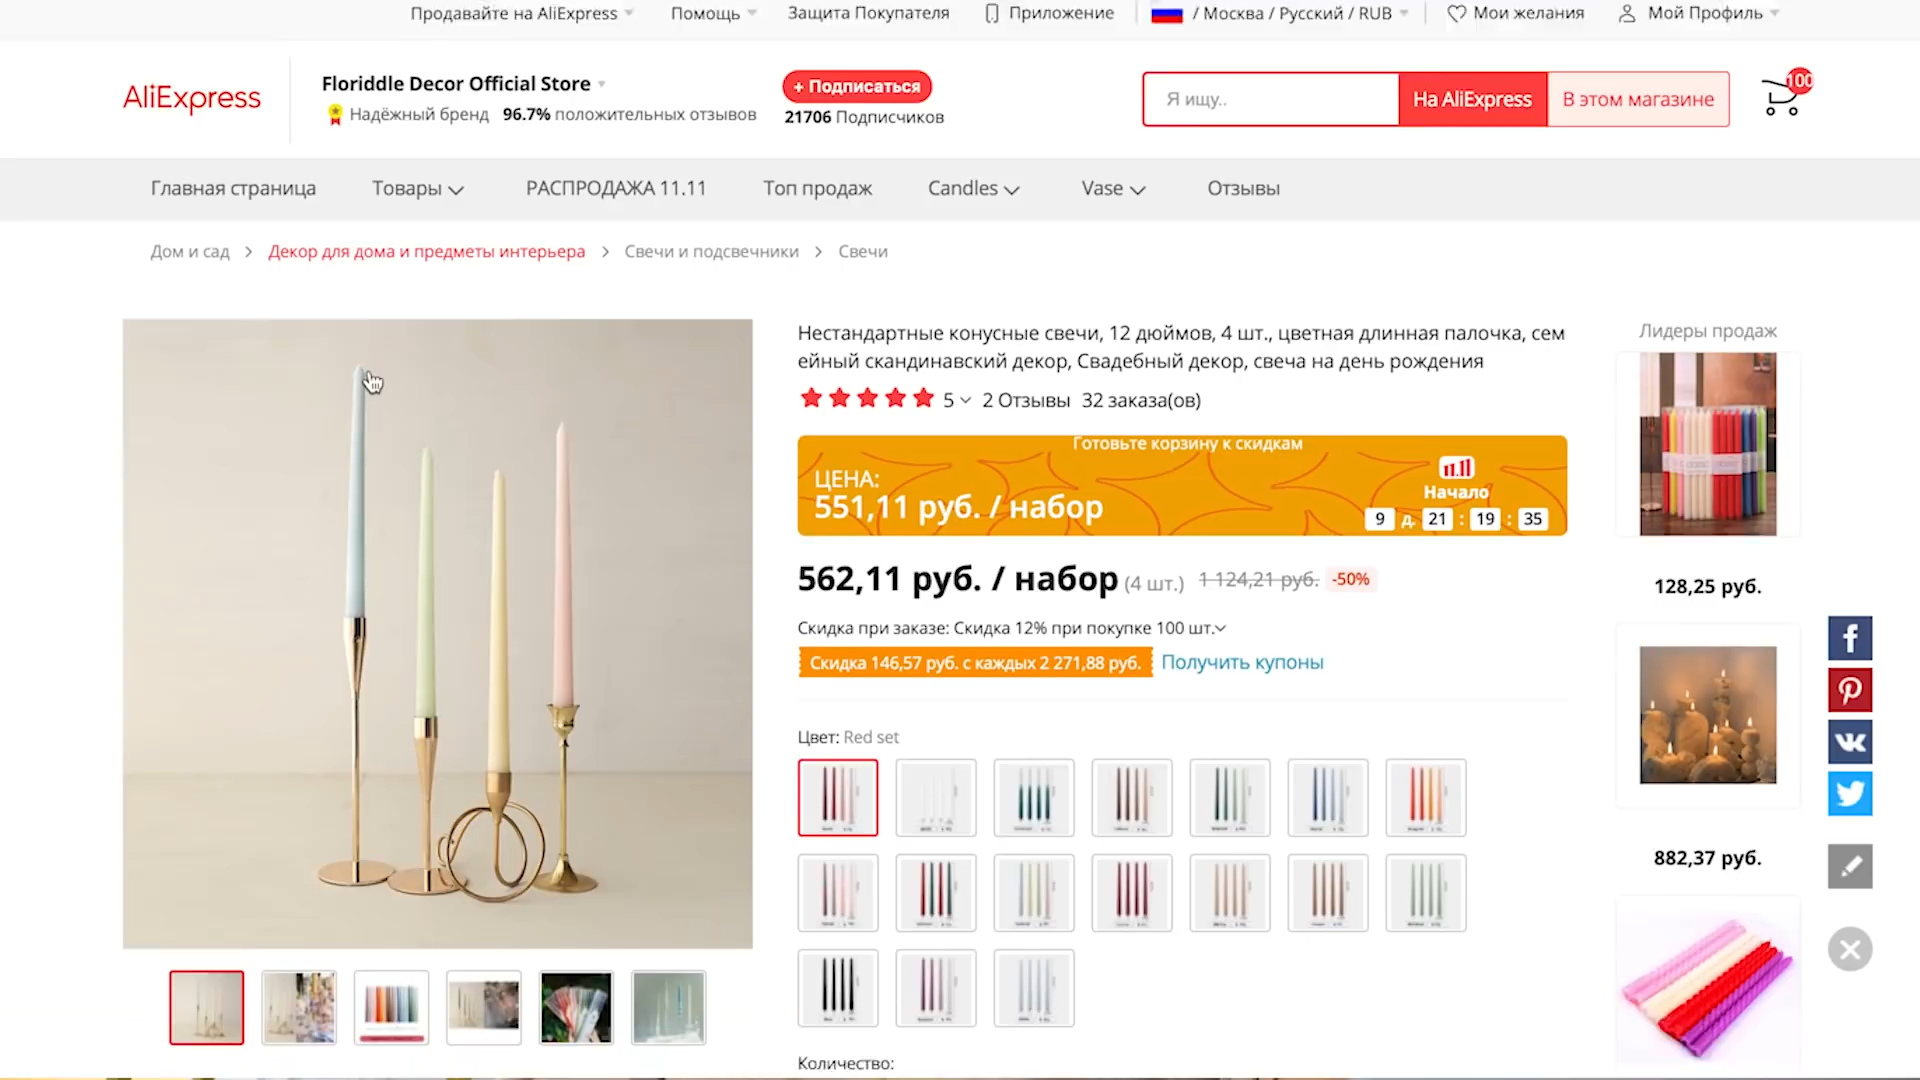 Продавайте на AliExpress
Помощь
Защита Покупателя
Приложение
/ Москва / Русский / RUB
Мои желания
Мой Профиль
AliExpress
Floriddle Decor Official Store
Надёжный бренд 96.7% положительных отзывов
+ Подписаться
21706 Подписчиков
Я ищу..
На AliExpress
В этом магазине
100
Главная страница
Товары
РАСПРОДАЖА 11.11
Топ продаж
Candles
Vase
Отзывы
Дом и сад > Декор для дома и предметы интерьера > Свечи и подсвечники > Свечи
Нестандартные конусные свечи, 12 дюймов, 4 шт., цветная длинная палочка, сем
ейный скандинавский декор, Свадебный декор, свеча на день рождения
5 2 Отзывы 32 заказа(ов)
Готовьте корзину к скидкам
ЦЕНА:
551,11 руб. / набор
11.11
Начало
9 д. 21 : 19 : 35
562,11 руб. / набор (4 шт.) 1 124,21 руб. -50%
Скидка при заказе: Скидка 12% при покупке 100 шт.
Скидка 146,57 руб. с каждых 2 271,88 руб. Получить купоны
Цвет: Red set
Количество:
Лидеры продаж
128,25 руб.
882,37 руб.